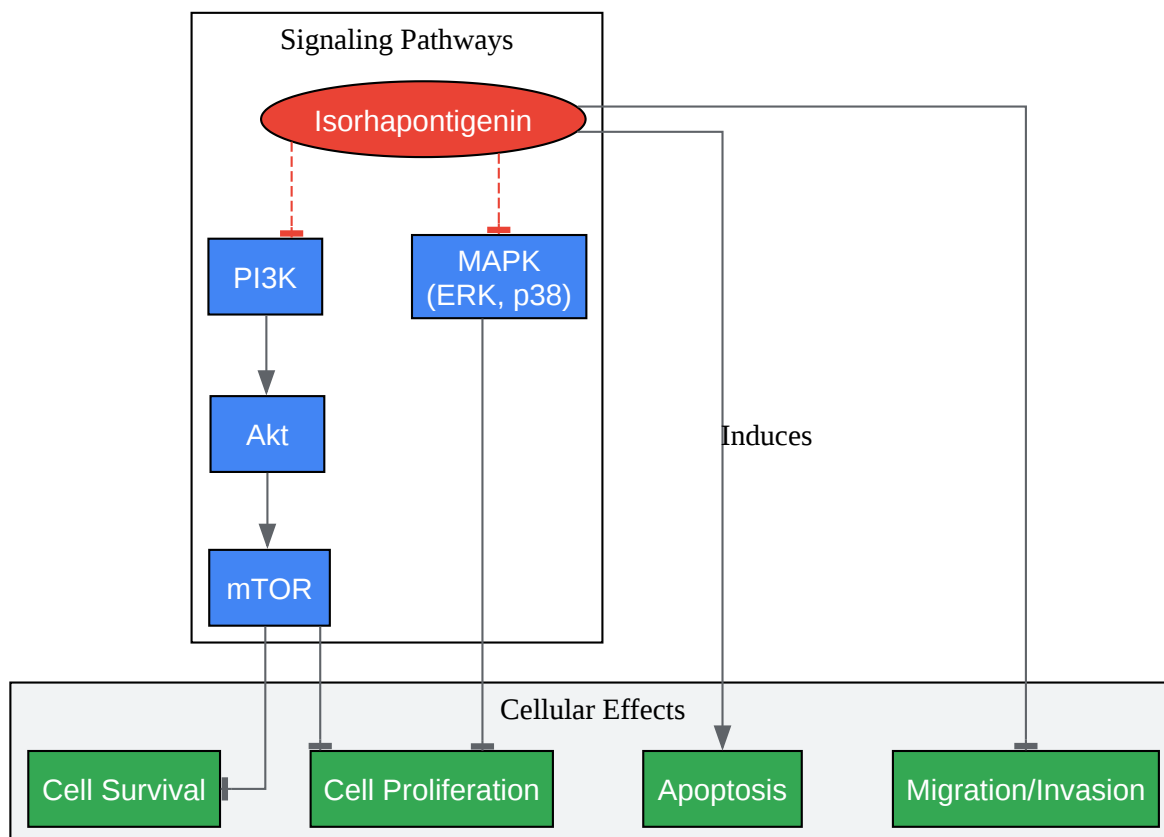 Signaling Pathways
Isorhapontigenin
PI3K
MAPK
(ERK, p38)
Akt
Induces
mTOR
Cellular Effects
Cell Survival
Cell Proliferation
Apoptosis
Migration/Invasion